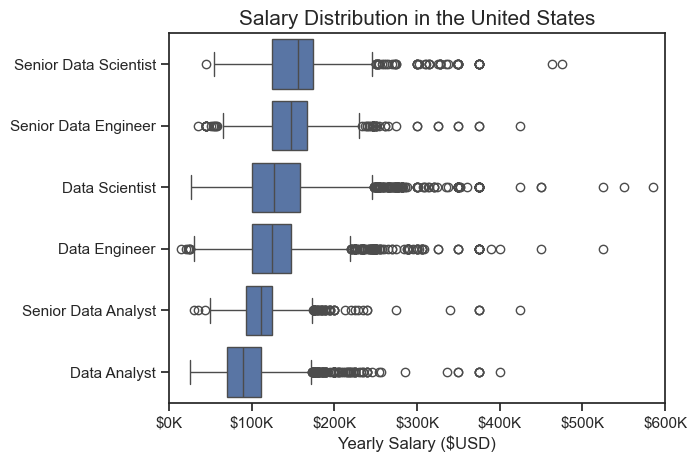 Salary Distribution in the United States
Senior Data Scientist
Senior Data Engineer
Data Scientist
Data Engineer
Senior Data Analyst
Data Analyst
$0K $100K $200K $300K $400K $500K $600K
Yearly Salary ($USD)